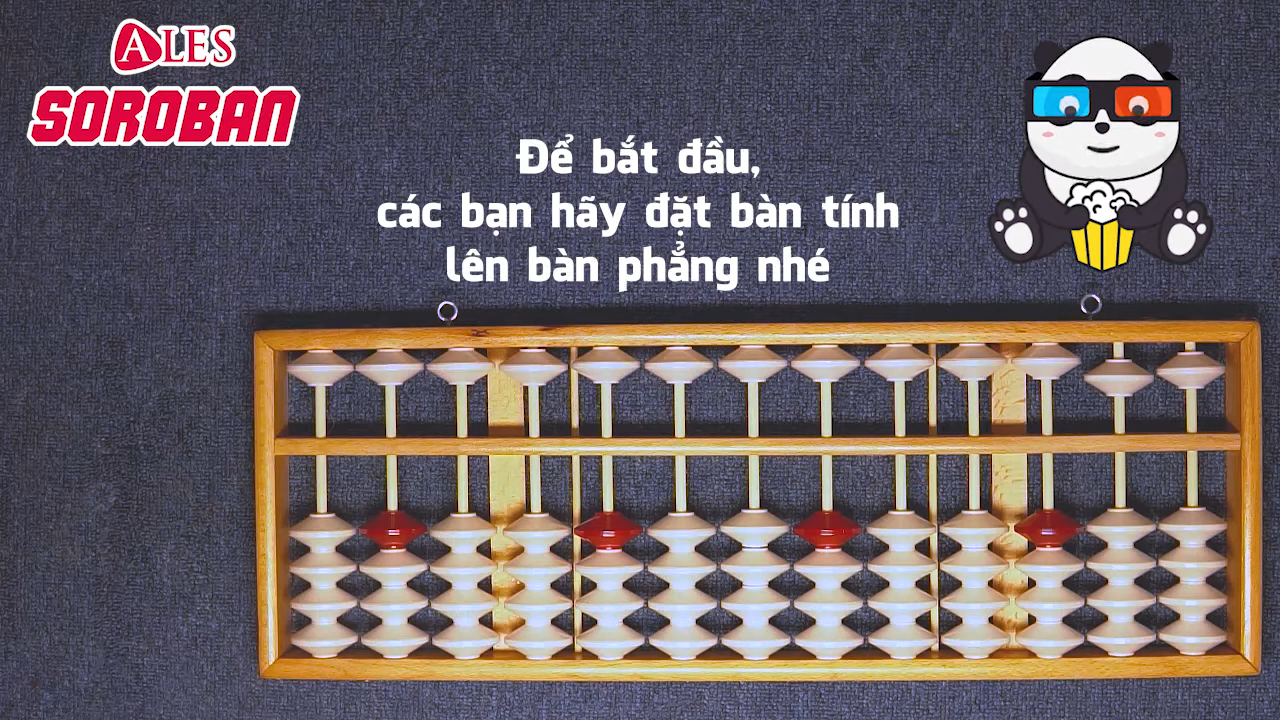 ALES
SOROBAN
Để bắt đầu,
các bạn hãy đặt bàn tính
lên bàn phẳng nhé